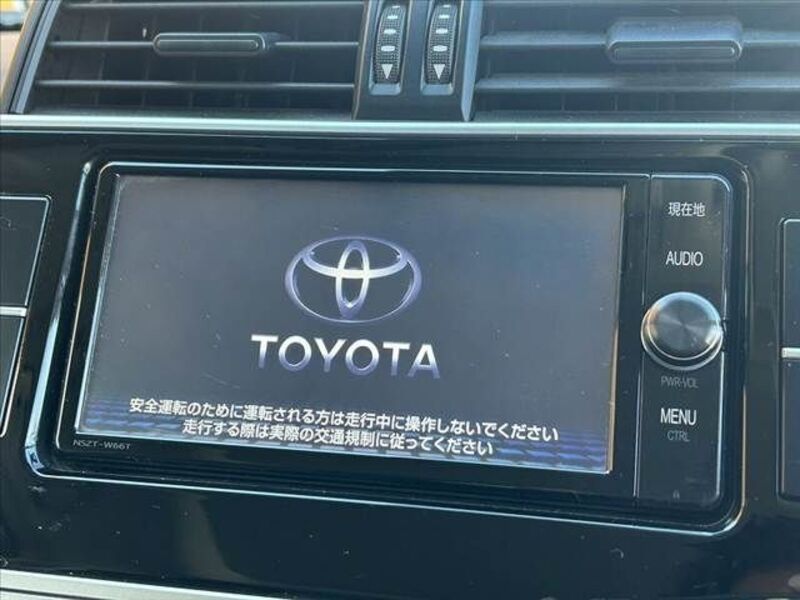 現在地
AUDIO
TOYOTA
PWR-VOL
安全運転のために運転される方は走行中に操作しないでください
走行する際は実際の交通規制に従ってください
MENU
CTRL
NSZT-W66T